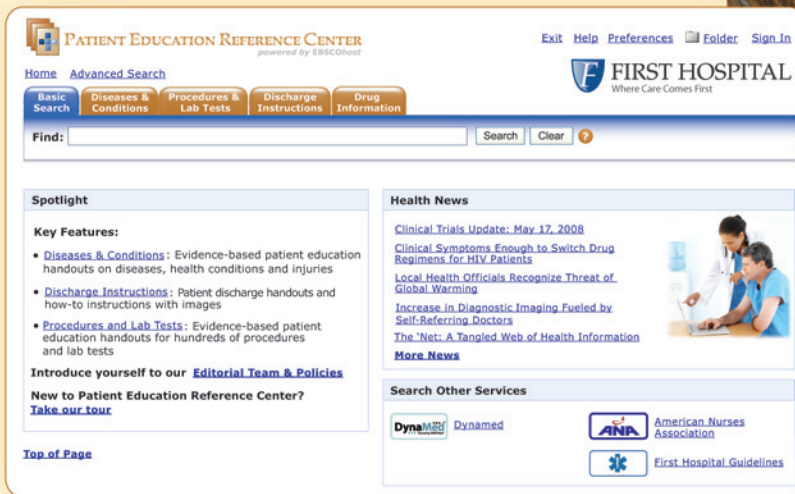 PATIENT EDUCATION REFERENCE CENTER
powered by EBSCOhost
Exit Help Preferences Folder Sign In
Home Advanced Search
FIRST HOSPITAL
Where Care Comes First
Basic Search
Diseases & Conditions
Procedures & Lab Tests
Discharge Instructions
Drug Information
Find: Search Clear ?
Spotlight
Key Features:
• Diseases & Conditions: Evidence-based patient education
handouts on diseases, health conditions and injuries
• Discharge Instructions: Patient discharge handouts and
how-to instructions with images
• Procedures and Lab Tests: Evidence-based patient
education handouts for hundreds of procedures
and lab tests
Introduce yourself to our Editorial Team & Policies
New to Patient Education Reference Center?
Take our tour
Top of Page
Health News
Clinical Trials Update: May 17, 2008
Clinical Symptoms Enough to Switch Drug
Regimens for HIV Patients
Local Health Officials Recognize Threat of
Global Warming
Increase in Diagnostic Imaging Fueled by
Self-Referring Doctors
The 'Net: A Tangled Web of Health Information
More News
Search Other Services
DynaMed Dynamed
ANA American Nurses
Association
First Hospital Guidelines